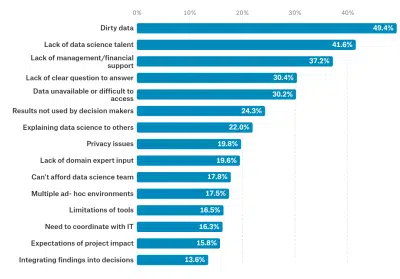 0%
10%
20%
30%
40%
Dirty data
49.4%
Lack of data science talent
41.6%
Lack of management/financial
support
37.2%
Lack of clear question to answer
30.4%
Data unavailable or difficult to
access
30.2%
Results not used by decision makers
24.3%
Explaining data science to others
22.0%
Privacy issues
19.8%
Lack of domain expert input
19.6%
Can't afford data science team
17.8%
Multiple ad- hoc environments
17.5%
Limitations of tools
16.5%
Need to coordinate with IT
16.3%
Expectations of project impact
15.8%
Integrating findings into decisions
13.6%